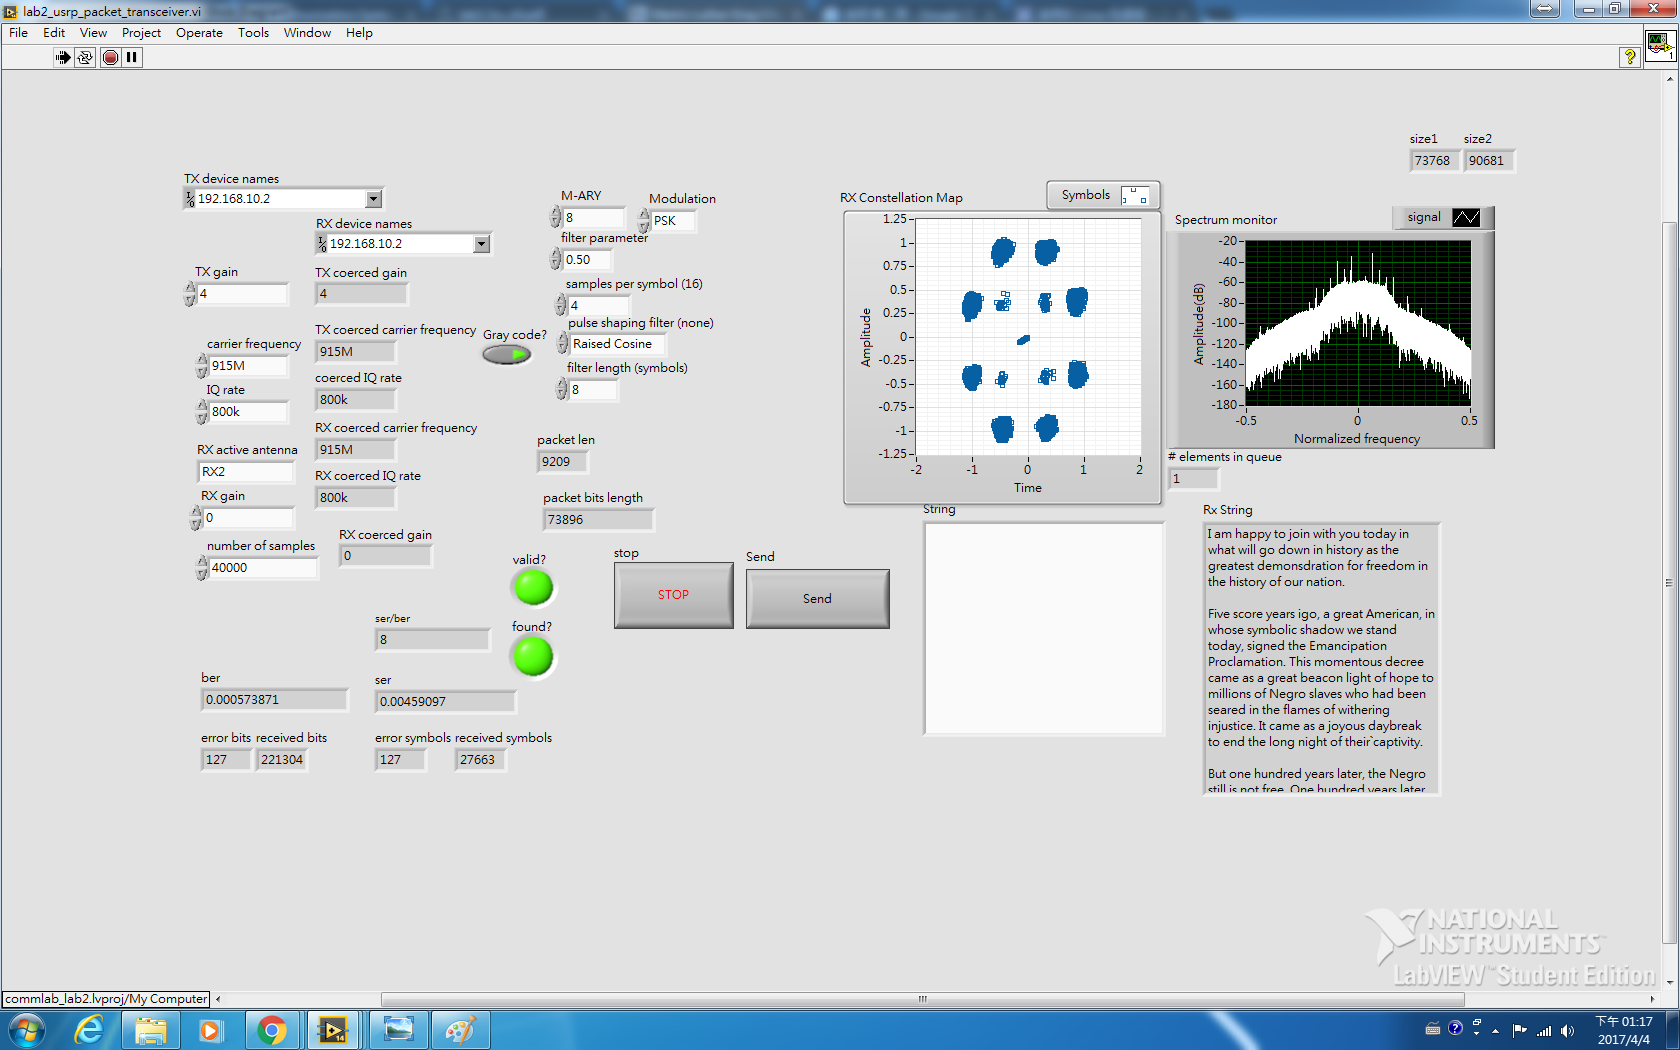 lab2_usrp_packet_transceiver.vi
File Edit View Project Operate Tools Window Help
size1 size2
73768 90681
TX device names
192.168.10.2
RX device names
192.168.10.2
TX gain
4
TX coerced gain
4
carrier frequency
915M
TX coerced carrier frequency
915M
IQ rate
800k
coerced IQ rate
800k
RX active antenna
RX2
RX coerced carrier frequency
915M
RX gain
0
RX coerced IQ rate
800k
number of samples
40000
RX coerced gain
0
Gray code?
M-ARY
8
Modulation
PSK
filter parameter
0.50
samples per symbol (16)
4
pulse shaping filter (none)
Raised Cosine
filter length (symbols)
8
packet len
9209
packet bits length
73896
valid?
found?
stop
STOP
Send
Send
ser/ber
8
ber
0.000573871
ser
0.00459097
error bits received bits
127 221304
error symbols received symbols
127 27663
RX Constellation Map
Symbols
Amplitude
1.25
1
0.75
0.5
0.25
0
-0.25
-0.5
-0.75
-1
-1.25
-2 -1 0 1 2
Time
Spectrum monitor
signal
Amplitude(dB)
-20
-40
-60
-80
-100
-120
-140
-160
-180
-0.5 0 0.5
Normalized frequency
# elements in queue
1
String
Rx String
I am happy to join with you today in
what will go down in history as the
greatest demonsdration for freedom in
the history of our nation.
Five score years igo, a great American, in
whose symbolic shadow we stand
today, signed the Emancipation
Proclamation. This momentous decree
came as a great beacon light of hope to
millions of Negro slaves who had been
seared in the flames of withering
injustice. It came as a joyous daybreak
to end the long night of their`captivity.
But one hundred years later, the Negro
still is not free. One hundred years later
NATIONAL
INSTRUMENTS™
LabVIEW™ Student Edition
commlab_lab2.lvproj/My Computer
14
下午 01:17
2017/4/4